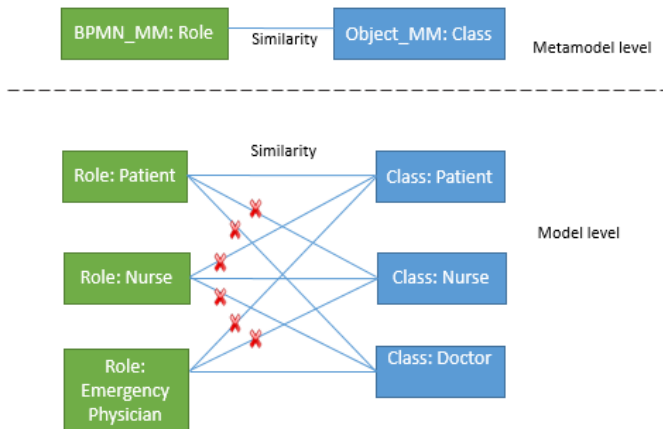 BPMN_MM: Role
Similarity
Object_MM: Class
Metamodel level
Similarity
Role: Patient
Class: Patient
Model level
Role: Nurse
Class: Nurse
Role:
Emergency
Physician
Class: Doctor